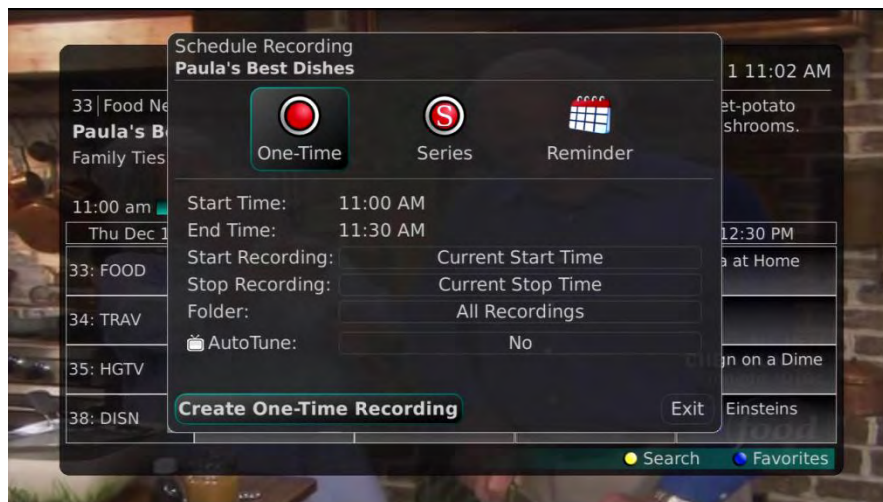 Schedule Recording
Paula's Best Dishes
1 11:02 AM
33 | Food Ne
et-potato
Paula's B
shrooms.
Family Ties
One-Time
Series
Reminder
11:00 am
Start Time: 11:00 AM
End Time: 11:30 AM
Thu Dec 1
12:30 PM
Start Recording: Current Start Time
Stop Recording: Current Stop Time
Folder: All Recordings
AutoTune: No
33: FOOD
a at Home
34: TRAV
35: HGTV
gn on a Dime
38: DISN
Einsteins
Create One-Time Recording
Exit
food
Search
Favorites